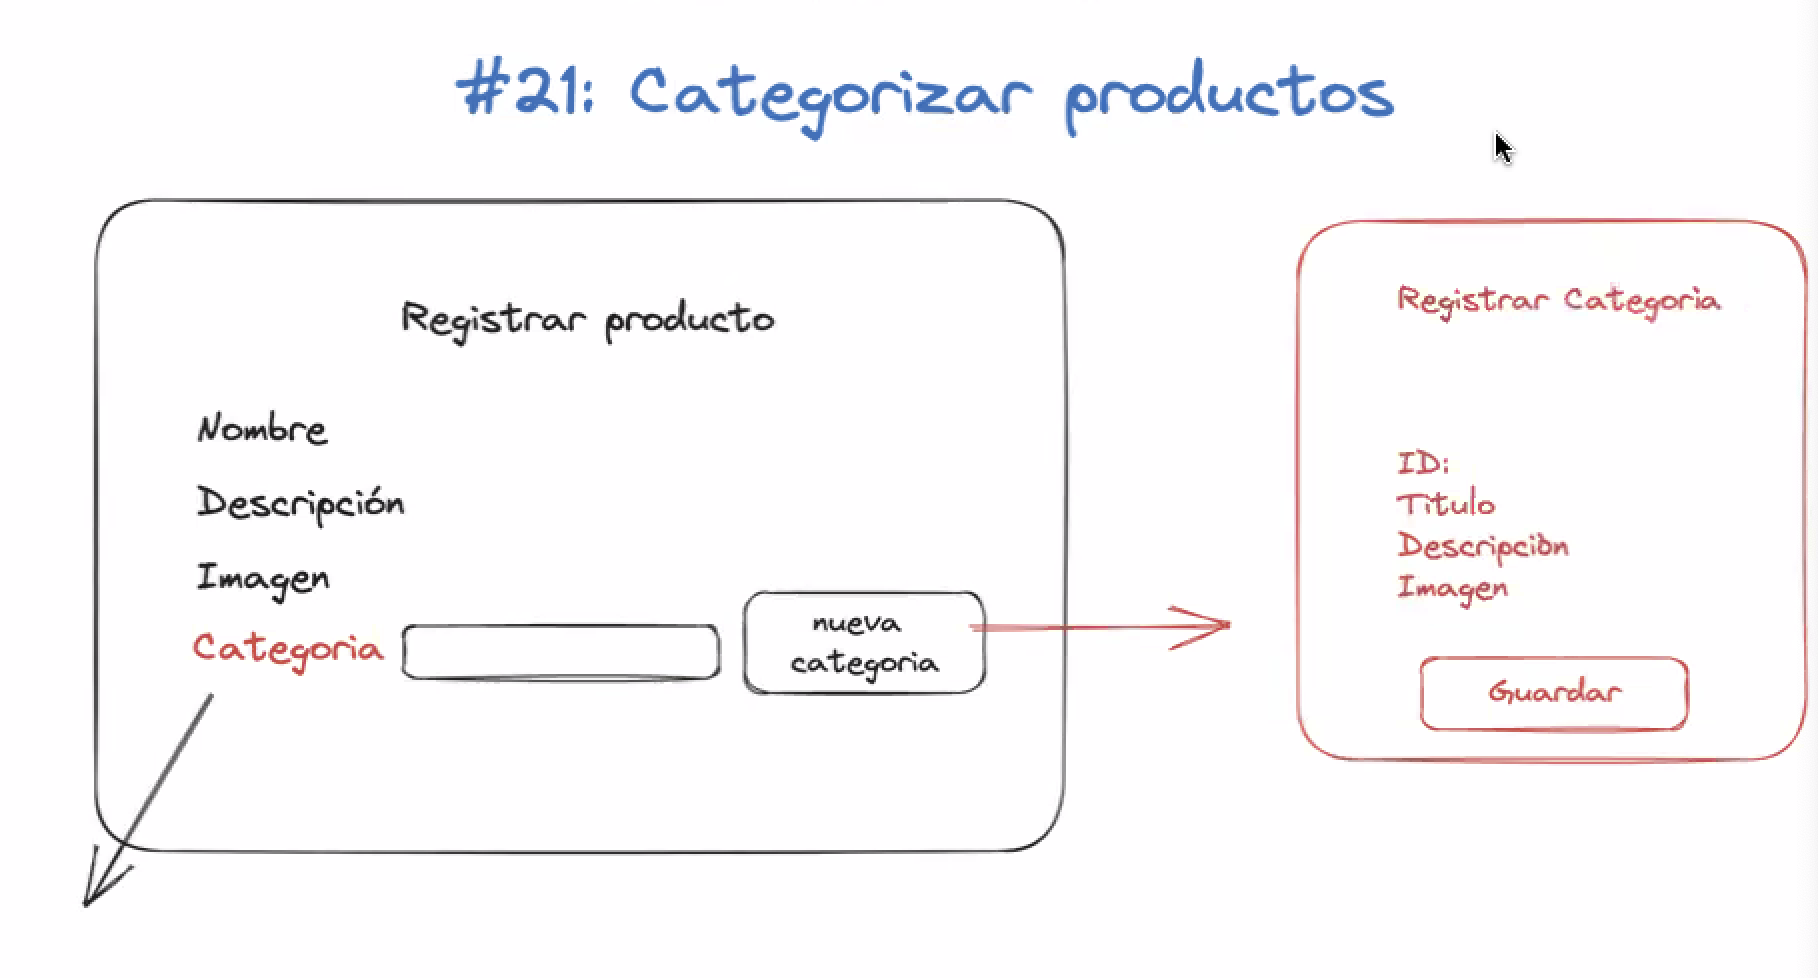 #21: Categorizar productos
Registrar producto
Nombre
Descripción
Imagen
Categoria
nueva
categoria
Registrar Categoria
ID:
Titulo
Descripciòn
Imagen
Guardar